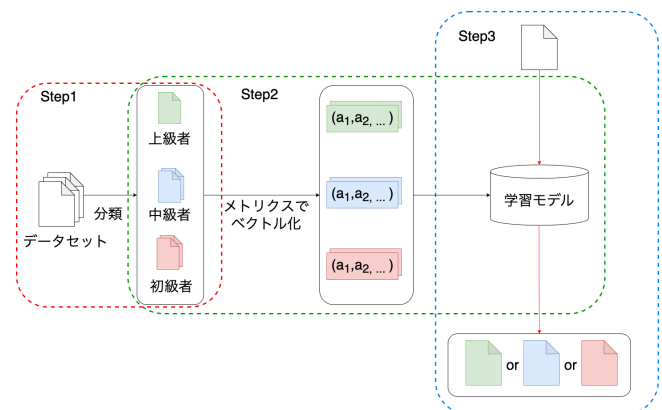 Step1
Step2
Step3
上級者
中級者
初級者
データセット
分類
メトリクスで
ベクトル化
(a1,a2, ... )
(a1,a2, ... )
(a1,a2, ... )
学習モデル
or
or